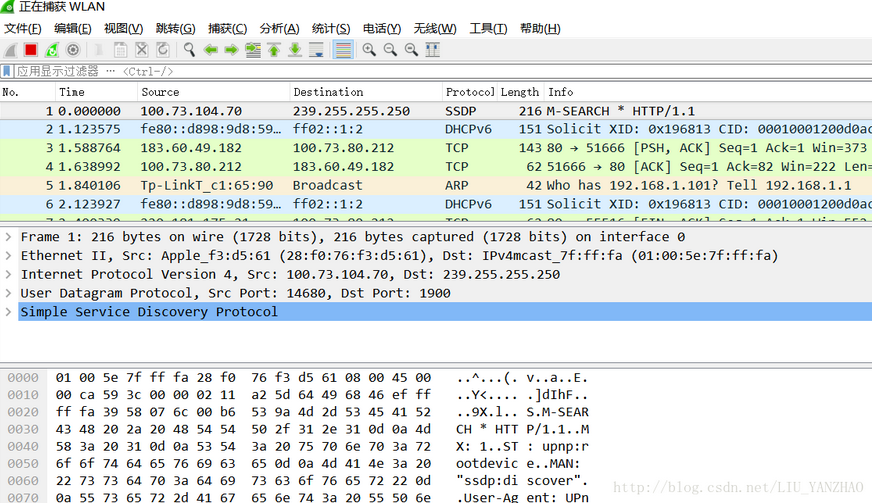 正在捕获 WLAN
文件(F) 编辑(E) 视图(V) 跳转(G) 捕获(C) 分析(A) 统计(S) 电话(Y) 无线(W) 工具(T) 帮助(H)
应用显示过滤器 … <Ctrl-/>
No. Time Source Destination Protocol Length Info
1 0.000000 100.73.104.70 239.255.255.250 SSDP 216 M-SEARCH * HTTP/1.1
2 1.123575 fe80::d898:9d8:59… ff02::1:2 DHCPv6 151 Solicit XID: 0x196813 CID: 00010001200d0ac
3 1.588764 183.60.49.182 100.73.80.212 TCP 143 80 → 51666 [PSH, ACK] Seq=1 Ack=1 Win=373
4 1.638992 100.73.80.212 183.60.49.182 TCP 62 51666 → 80 [ACK] Seq=1 Ack=82 Win=222 Len=
5 1.840106 Tp-LinkT_c1:65:90 Broadcast ARP 42 Who has 192.168.1.101? Tell 192.168.1.1
6 2.123927 fe80::d898:9d8:59… ff02::1:2 DHCPv6 151 Solicit XID: 0x196813 CID: 00010001200d0ac
Frame 1: 216 bytes on wire (1728 bits), 216 bytes captured (1728 bits) on interface 0
Ethernet II, Src: Apple_f3:d5:61 (28:f0:76:f3:d5:61), Dst: IPv4mcast_7f:ff:fa (01:00:5e:7f:ff:fa)
Internet Protocol Version 4, Src: 100.73.104.70, Dst: 239.255.255.250
User Datagram Protocol, Src Port: 14680, Dst Port: 1900
Simple Service Discovery Protocol
0000 01 00 5e 7f ff fa 28 f0 76 f3 d5 61 08 00 45 00 ..^...(. v..a..E.
0010 00 ca 59 3c 00 00 02 11 a2 5d 64 49 68 46 ef ff ..Y<.... .]dIhF..
0020 ff fa 39 58 07 6c 00 b6 53 9a 4d 2d 53 45 41 52 ..9X.l.. S.M-SEAR
0030 43 48 20 2a 20 48 54 54 50 2f 31 2e 31 0d 0a 4d CH * HTT P/1.1..M
0040 58 3a 20 31 0d 0a 53 54 3a 20 75 70 6e 70 3a 72 X: 1..ST : upnp:r
0050 6f 6f 74 64 65 76 69 63 65 0d 0a 4d 41 4e 3a 20 ootdevic e..MAN:
0060 22 73 73 64 70 3a 64 69 73 63 6f 76 65 72 22 0d "ssdp:di scover".
0070 0a 55 73 65 72 2d 41 67 65 6e 74 3a 20 55 50 6e .User-Ag ent: UPn
http://blog.csdn.net/LIU_YANZHAO